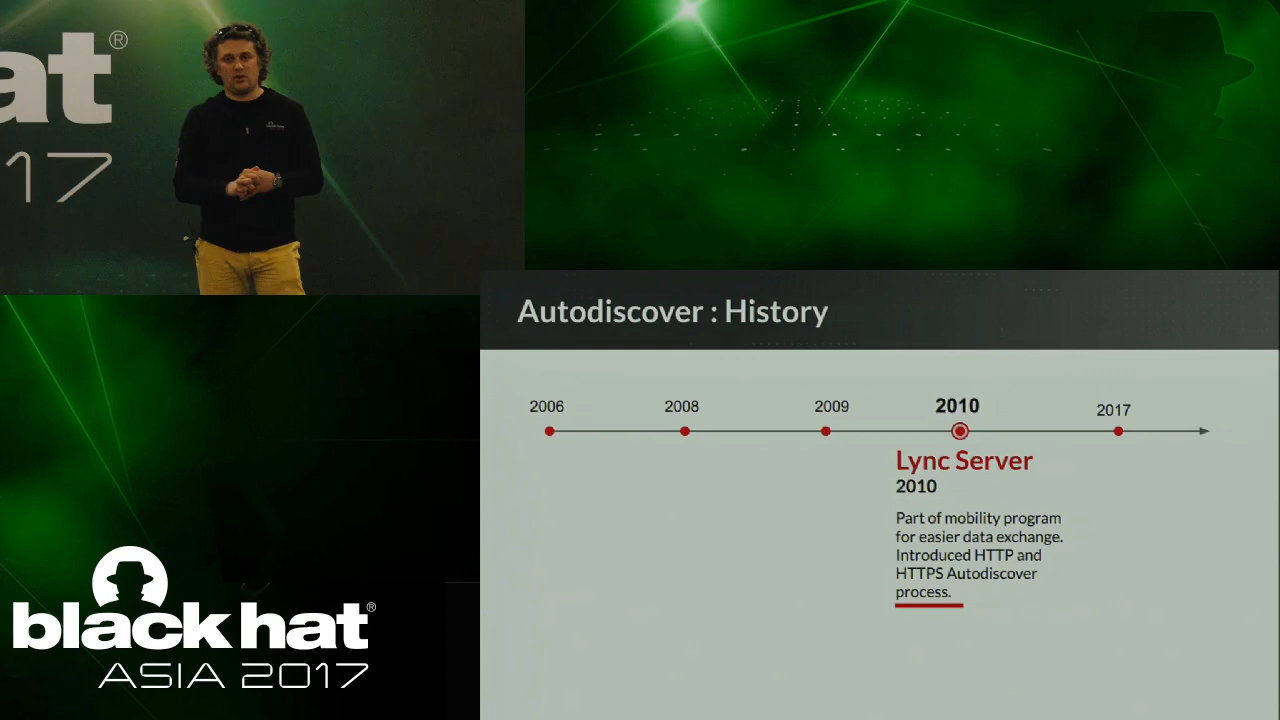 at®
17
Autodiscover : History
2006 2008 2009 2010 2017
Lync Server
2010
Part of mobility program
for easier data exchange.
Introduced HTTP and
HTTPS Autodiscover
process.
black hat®
ASIA 2017